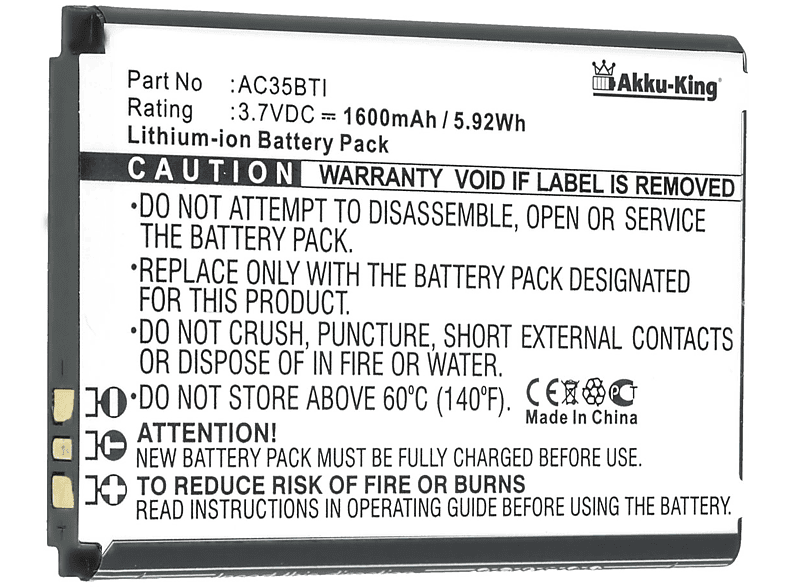 Akku-King
Part No :AC35BTI
Rating :3.7VDC ⎓ 1600mAh / 5.92Wh
Lithium-ion Battery Pack
CAUTION WARRANTY VOID IF LABEL IS REMOVED
•DO NOT ATTEMPT TO DISASSEMBLE, OPEN OR SERVICE
THE BATTERY PACK.
•REPLACE ONLY WITH THE BATTERY PACK DESIGNATED
FOR THIS PRODUCT.
•DO NOT CRUSH, PUNCTURE, SHORT EXTERNAL CONTACTS
OR DISPOSE OF IN FIRE OR WATER.
•DO NOT STORE ABOVE 60°C (140°F). CE
Made In China
ATTENTION!
NEW BATTERY PACK MUST BE FULLY CHARGED BEFORE USE.
TO REDUCE RISK OF FIRE OR BURNS
READ INSTRUCTIONS PROPERLY BEFORE USING THE BATTERY.